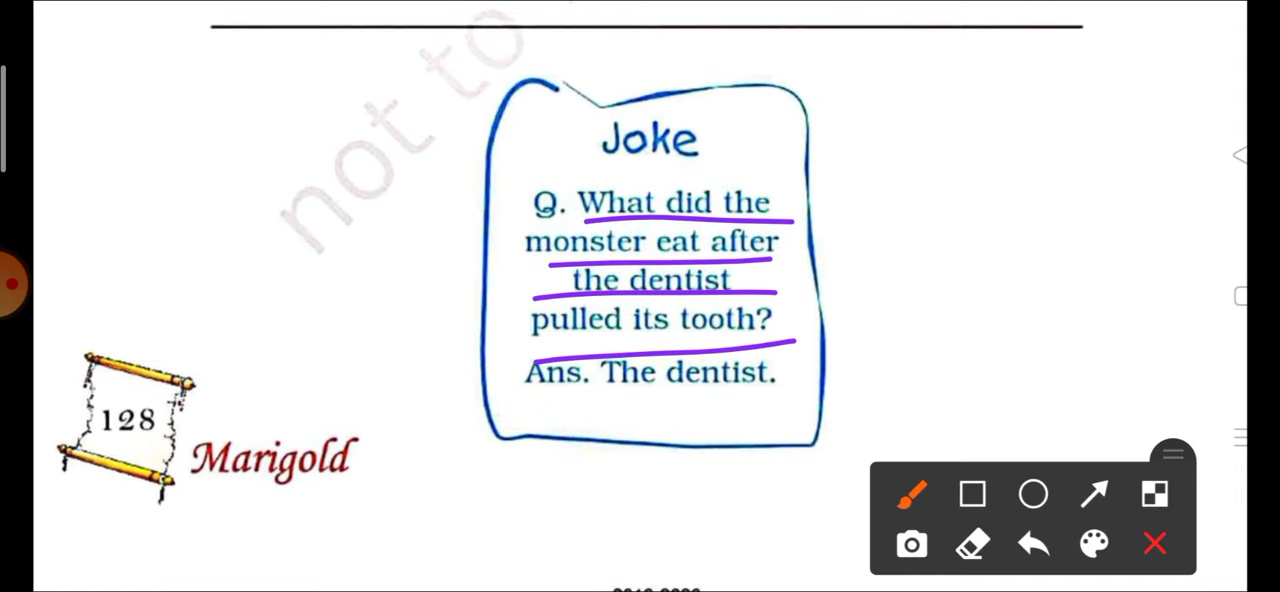 not to
Joke
Q. What did the
monster eat after
the dentist
pulled its tooth?
Ans. The dentist.
128
Marigold